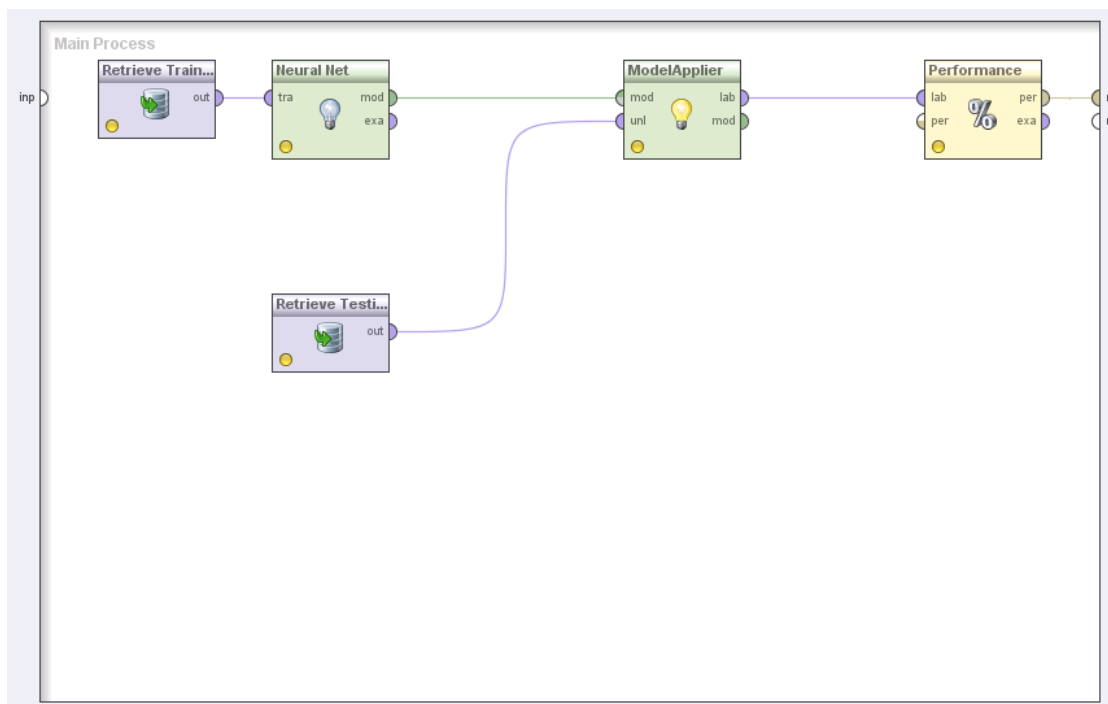 Main Process
Retrieve Train...
out
Neural Net
tra mod
exa
ModelApplier
mod lab
unl mod
Performance
lab per
per exa
inp
Retrieve Testi...
out